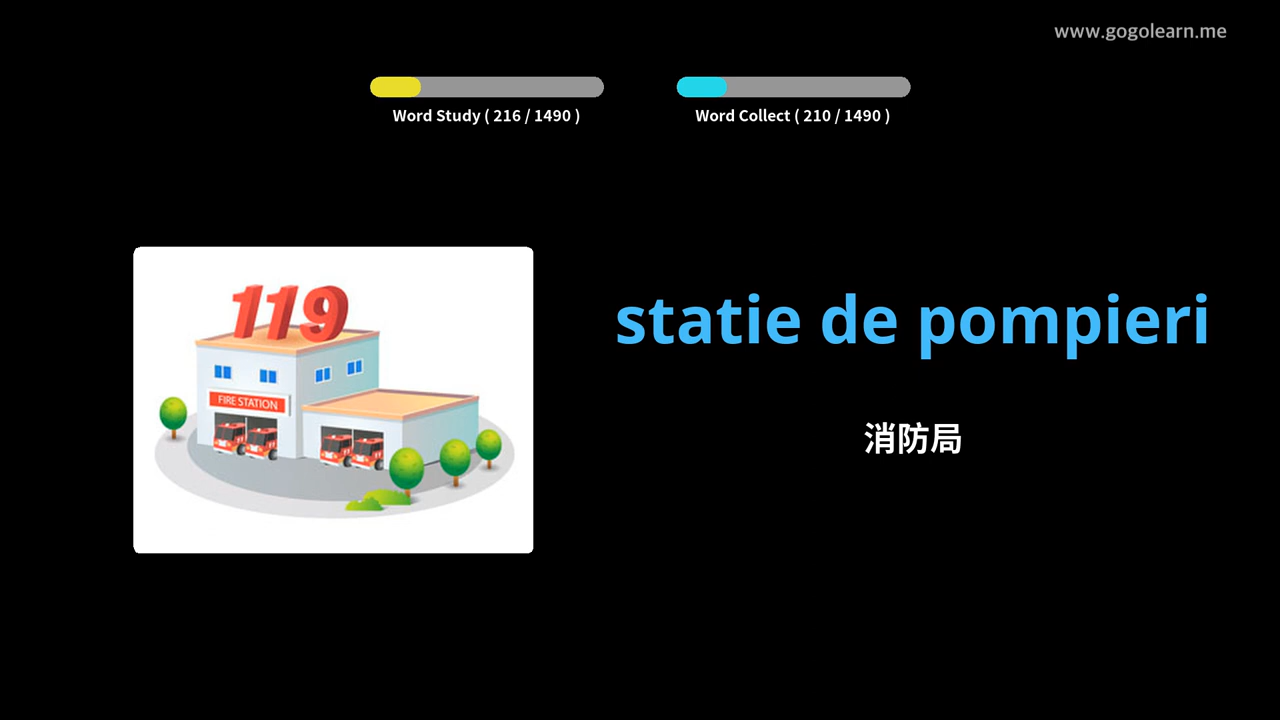 www.gogolearn.me
Word Study ( 216 / 1490 )
Word Collect ( 210 / 1490 )
119
FIRE STATION
statie de pompieri
消防局